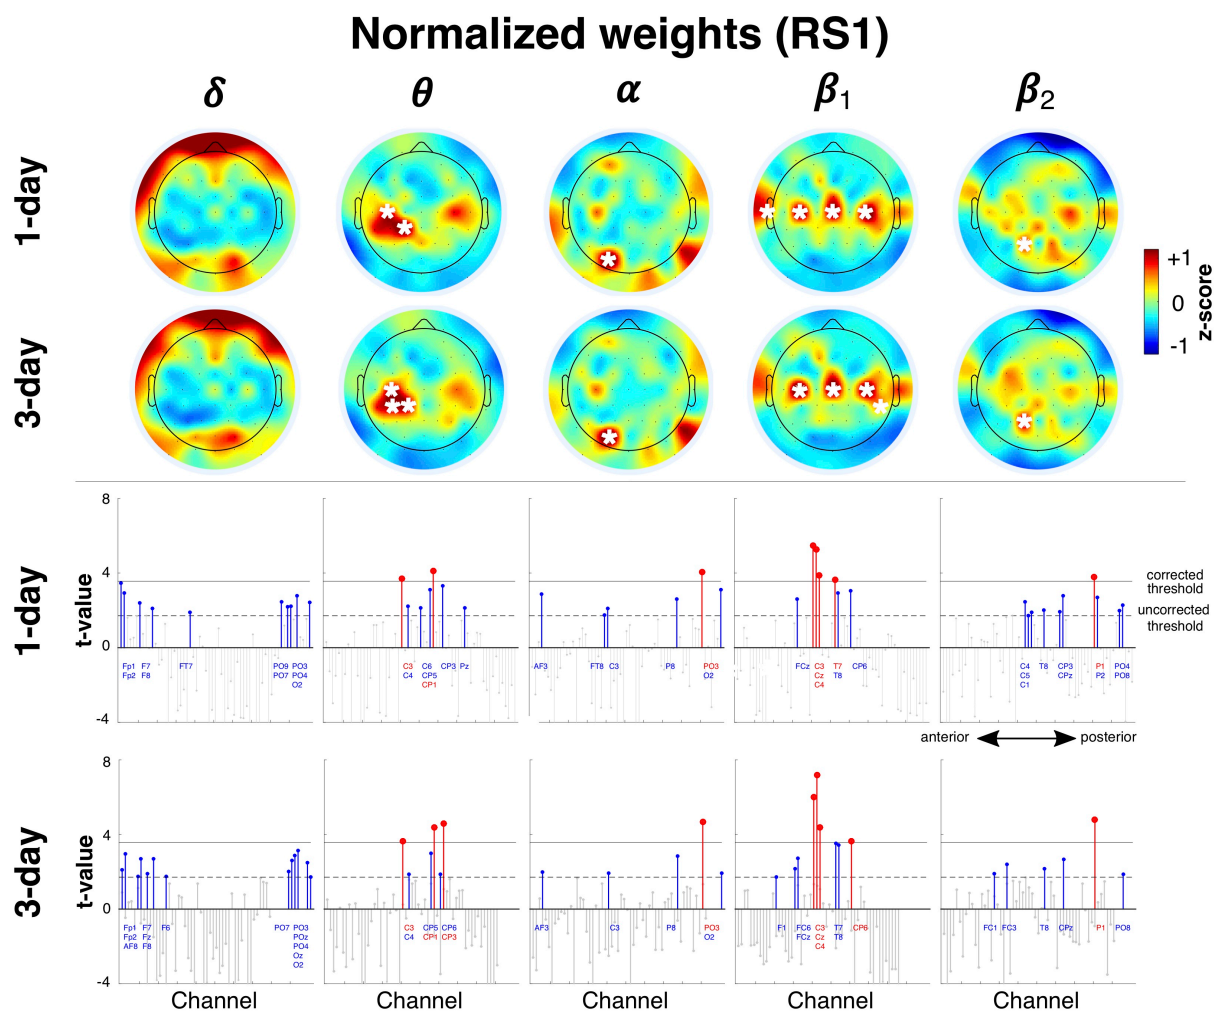 Normalized weights (RS1)
δ θ α β1 β2
1-day
+1
0
-1
z-score
3-day
1-day
t-value
8
4
0
-4
corrected
threshold
uncorrected
threshold
Fp1 F7 FT7 PO9 PO3
Fp2 F8 PO7 PO4
O2
C3 C6 CP3 Pz
C4 CP5
CP1
AF3 FT8 C3 P8 PO3
O2
FCz C3 T7 CP6
Cz T8
C4
C4 T8 CP3 P1 PO4
C5 CPz P2 PO8
C1
anterior posterior
3-day
t-value
8
4
0
-4
Fp1 F7 F6 PO7 PO3
Fp2 Fz POz
AF8 F8 PO4
Oz
O2
C3 CP5 CP6
C4 CP1 CP3
AF3 C3 P8 PO3
O2
F1 FC6 C3 T7 CP6
FCz Cz T8
C4
FC1 FC3 T8 CPz P1 PO8
Channel Channel Channel Channel Channel